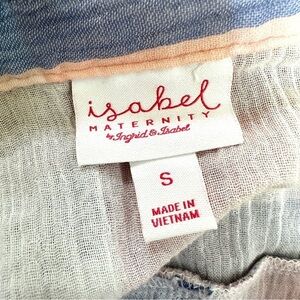 isabel
MATERNITY
by Ingrid & Isabel
S
MADE IN
VIETNAM